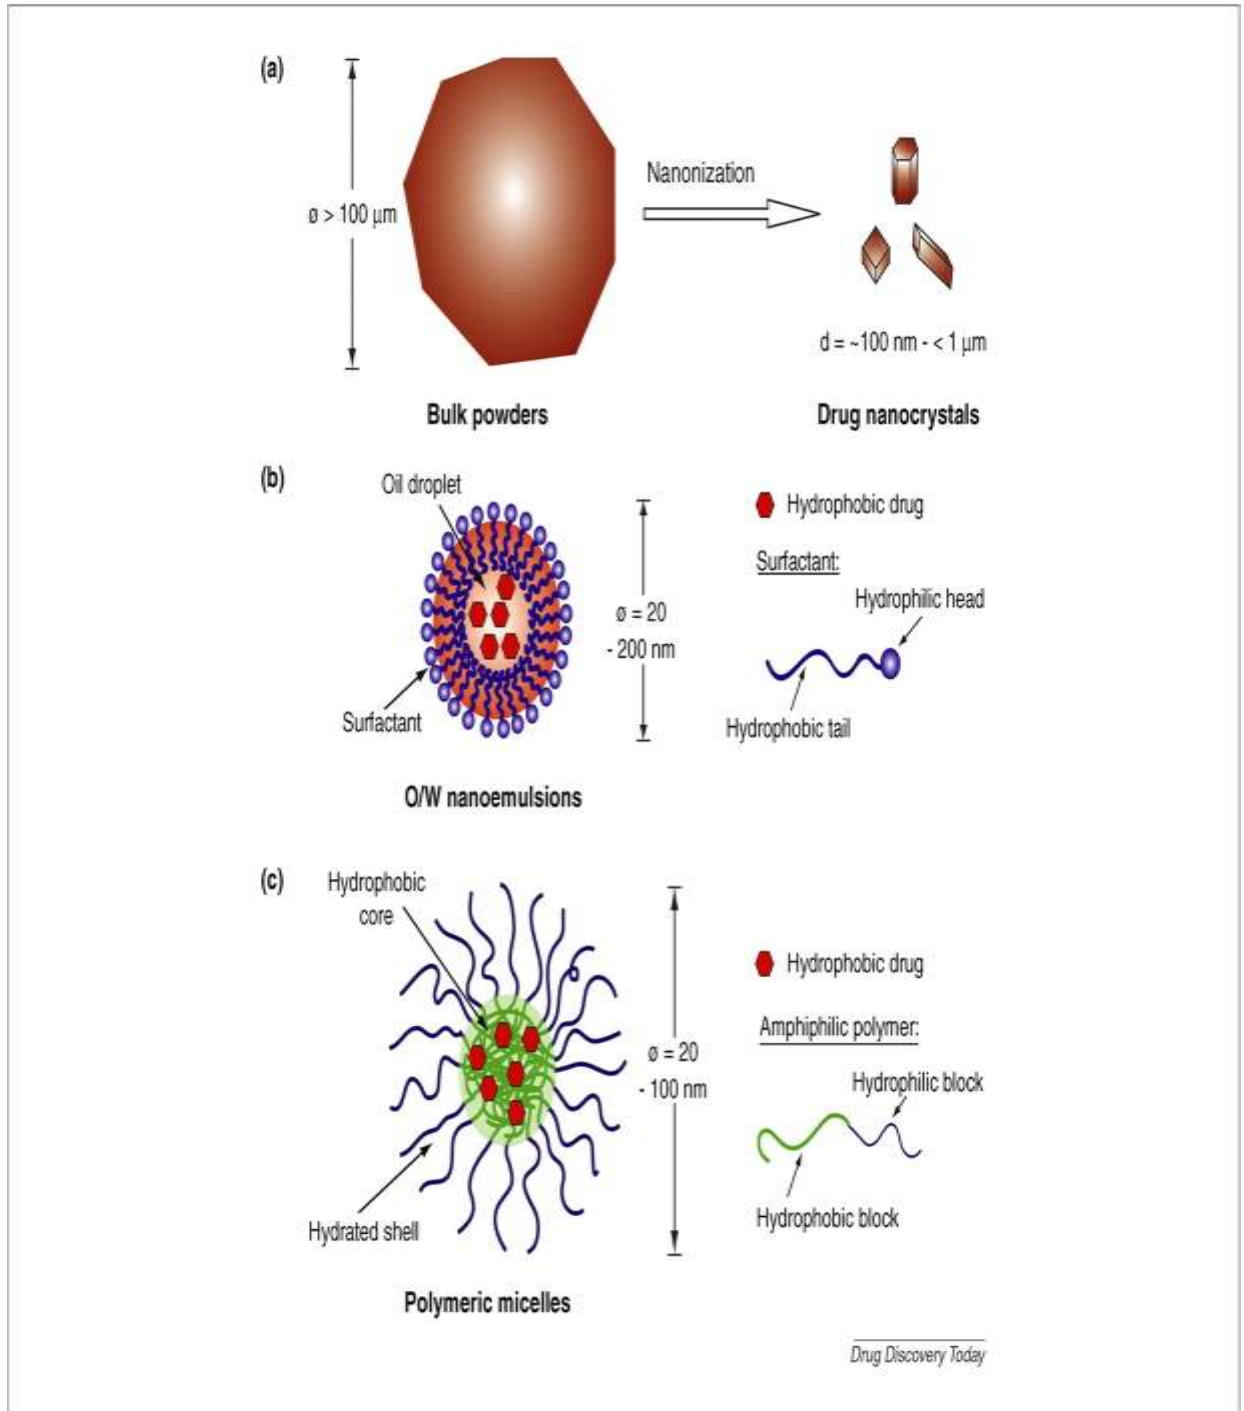 (a)
ø > 100 μm
Nanonization
d = ~100 nm - < 1 μm
Bulk powders
Drug nanocrystals
(b)
Oil droplet
Surfactant
ø = 20
- 200 nm
Hydrophobic drug
Surfactant:
Hydrophilic head
Hydrophobic tail
O/W nanoemulsions
(c)
Hydrophobic
core
Hydrated shell
ø = 20
- 100 nm
Hydrophobic drug
Amphiphilic polymer:
Hydrophilic block
Hydrophobic block
Polymeric micelles
Drug Discovery Today